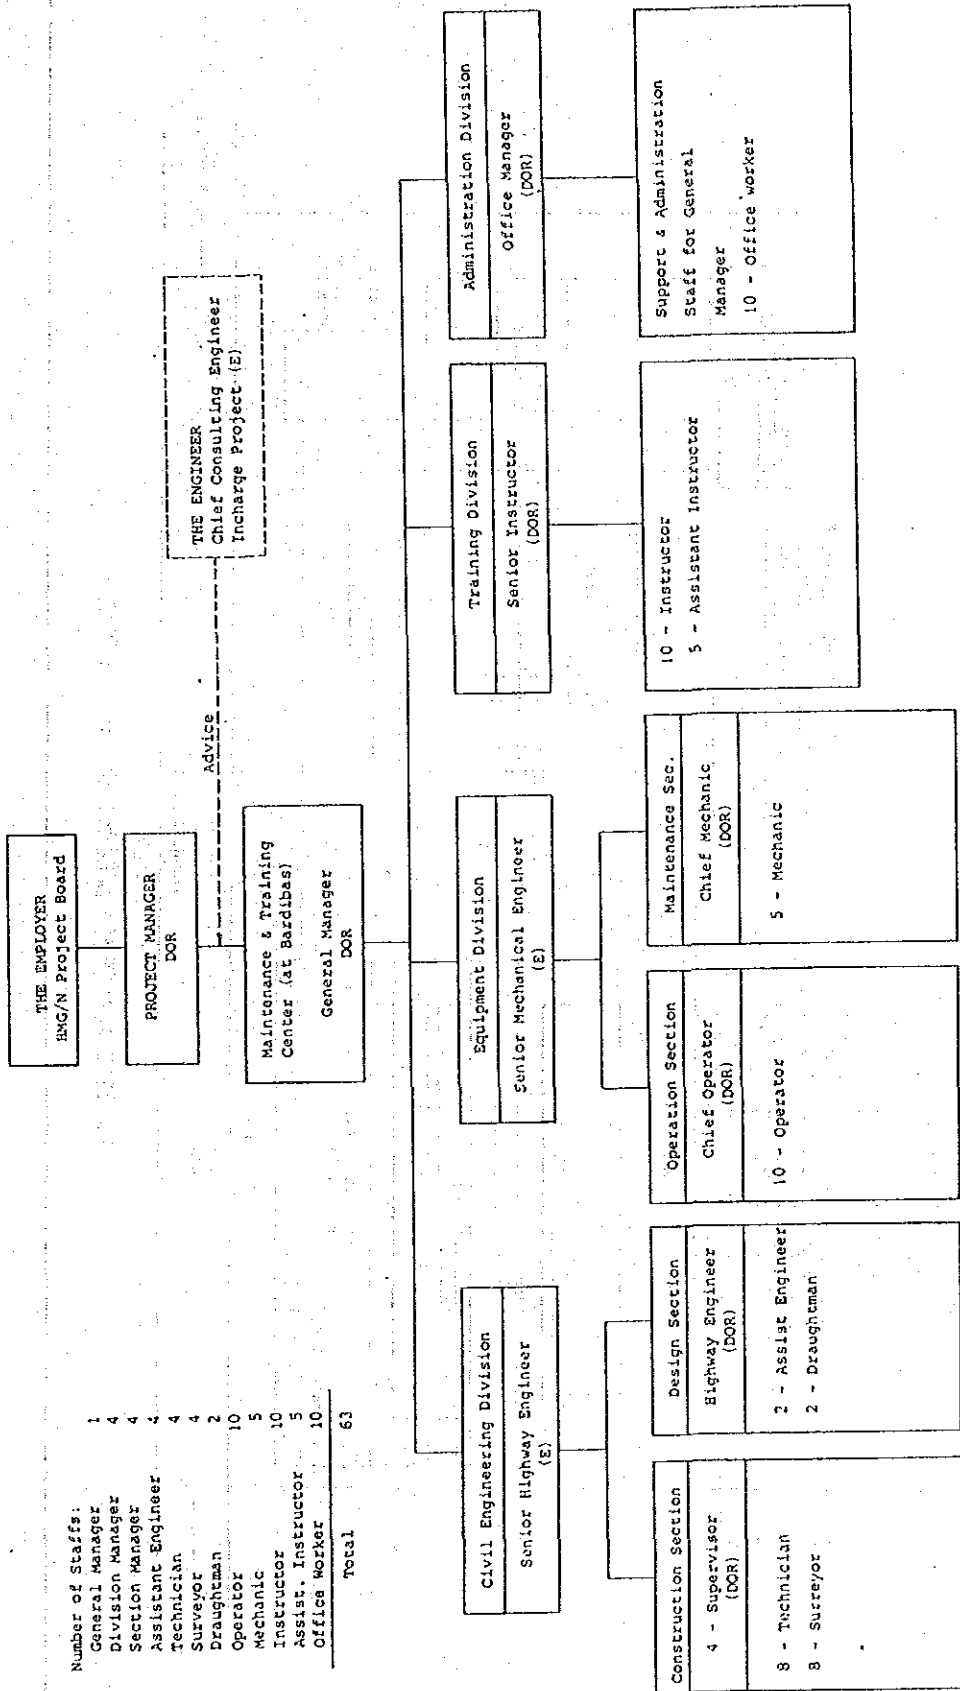 THE EMPLOYER
HMG/N Project Board
PROJECT MANAGER
DOR
Advice
THE ENGINEER
Chief Consulting Engineer
Incharge Project (E)
Maintenance & Training
Center (at Bardibas)
General Manager
DOR
Number of Staffs:
General Manager 1
Division Manager 4
Section Manager 4
Assistant Engineer 4
Technician 4
Surveyor 4
Draughtman 2
Operator 10
Mechanic 5
Instructor 10
Assist. Instructor 5
Office Worker 10
Total 63
Civil Engineering Division
Senior Highway Engineer
(E)
Construction Section
4 - Supervisor
(DOR)
8 - Technician
8 - Surreyor
Design Section
Highway Engineer
(DOR)
2 - Assist Engineer
2 - Draughtman
Equipment Division
Senior Mechanical Engineer
(E)
Operation Section
Chief Operator
(DOR)
10 - Operator
Maintenance Sec.
Chief Mechanic
(DOR)
5 - Mechanic
Training Division
Senior Instructor
(DOR)
10 - Instructor
5 - Assistant Instructor
Administration Division
Office Manager
(DOR)
Support & Administration
Staff for General
Manager
10 - Office worker